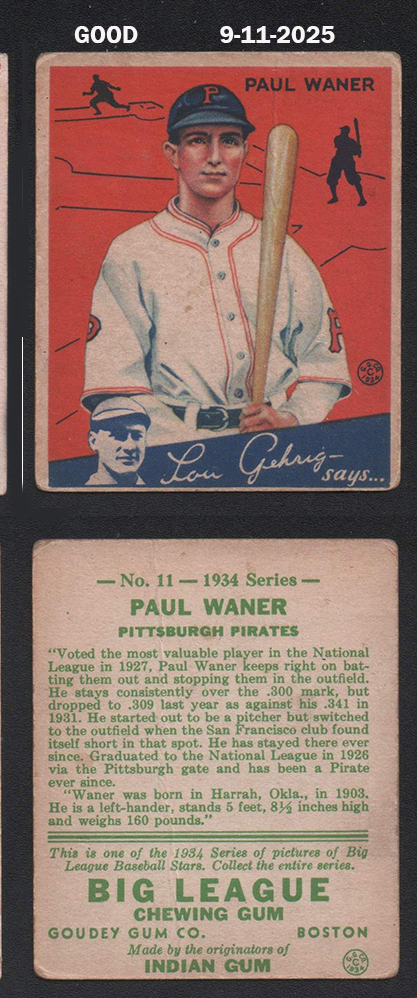 GOOD 9-11-2025
PAUL WANER
P
P
P
G.G.CO.
C
1934
Lou Gehrig—
says...
— No. 11 — 1934 Series —
PAUL WANER
PITTSBURGH PIRATES
"Voted the most valuable player in the National
League in 1927, Paul Waner keeps right on bat-
ting them out and stopping them in the outfield.
He stays consistently over the .300 mark, but
dropped to .309 last year as against his .341 in
1931. He started out to be a pitcher but switched
to the outfield when the San Francisco club found
itself short in that spot. He has stayed there ever
since. Graduated to the National League in 1926
via the Pittsburgh gate and has been a Pirate
ever since.
"Waner was born in Harrah, Okla., in 1903.
He is a left-hander, stands 5 feet, 8½ inches high
and weighs 160 pounds."
This is one of the 1934 Series of pictures of Big
League Baseball Stars. Collect the entire series.
BIG LEAGUE
CHEWING GUM
GOUDEY GUM CO. BOSTON
Made by the originators of
INDIAN GUM
G.G.CO.
C
1934